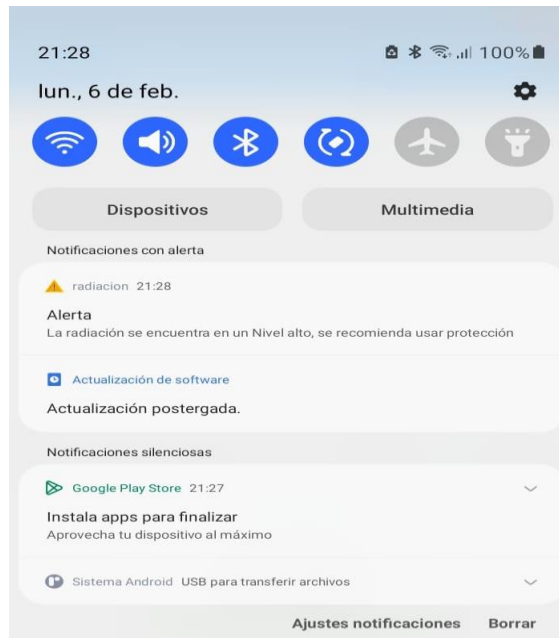 21:28 100%
lun., 6 de feb.
Dispositivos Multimedia
Notificaciones con alerta
radiacion 21:28
Alerta
La radiación se encuentra en un Nivel alto, se recomienda usar protección
Actualización de software
Actualización postergada.
Notificaciones silenciosas
Google Play Store 21:27
Instala apps para finalizar
Aprovecha tu dispositivo al máximo
Sistema Android USB para transferir archivos
Ajustes notificaciones Borrar